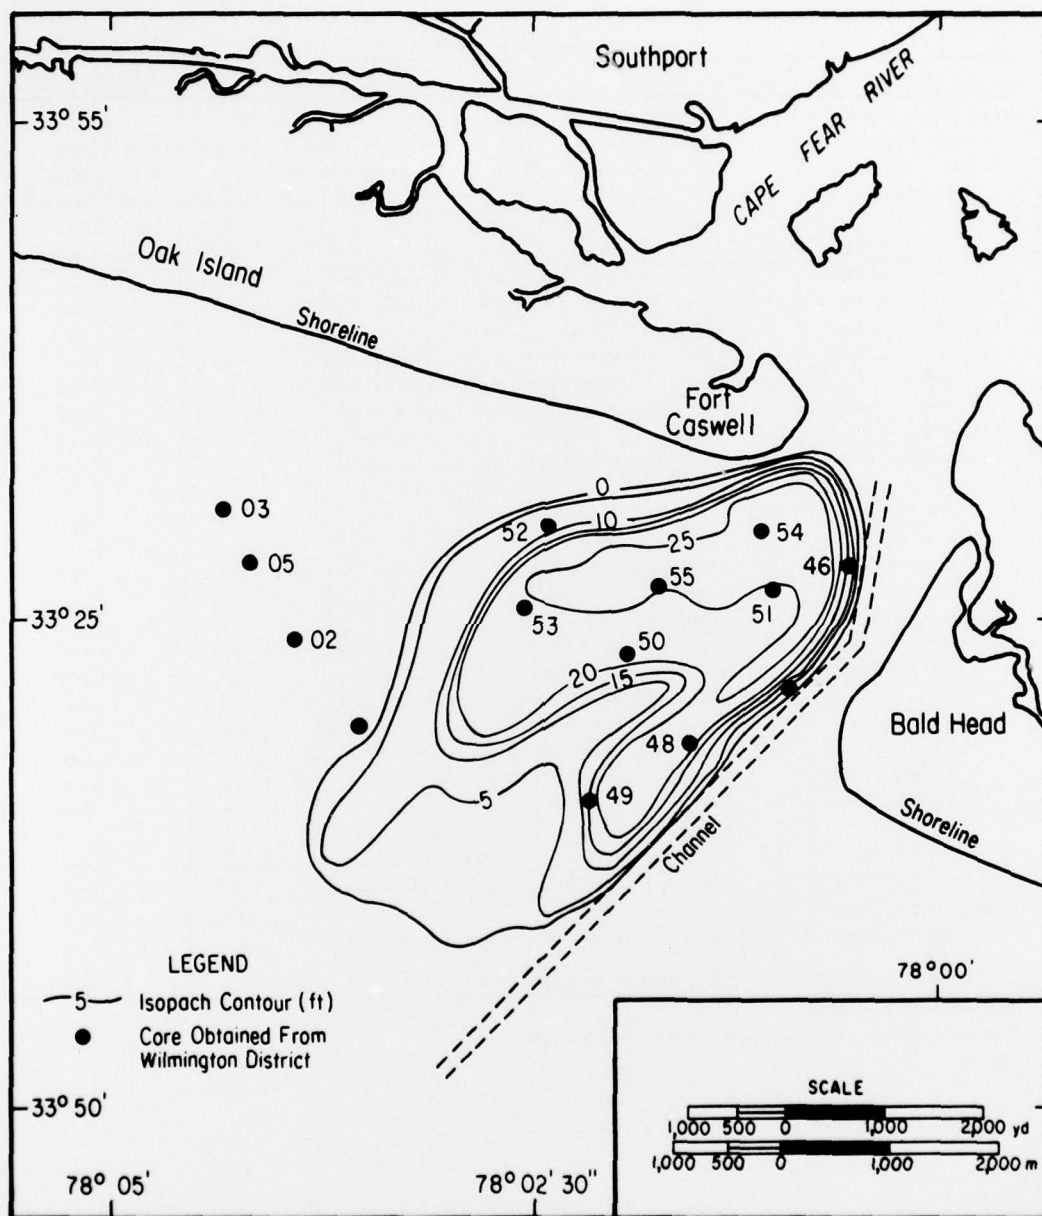 Southport
CAPE FEAR RIVER
33° 55'
Oak Island
Shoreline
Fort
Caswell
0
10
25
52
54
46
03
05
55
51
53
33° 25'
02
50
20
15
Bald Head
48
5
49
Channel
Shoreline
LEGEND
5 Isopach Contour (ft)
Core Obtained From
Wilmington District
78° 00'
SCALE
1,000 500 0 1,000 2,000 yd
1,000 500 0 1,000 2,000 m
33° 50'
78° 05'
78° 02' 30"